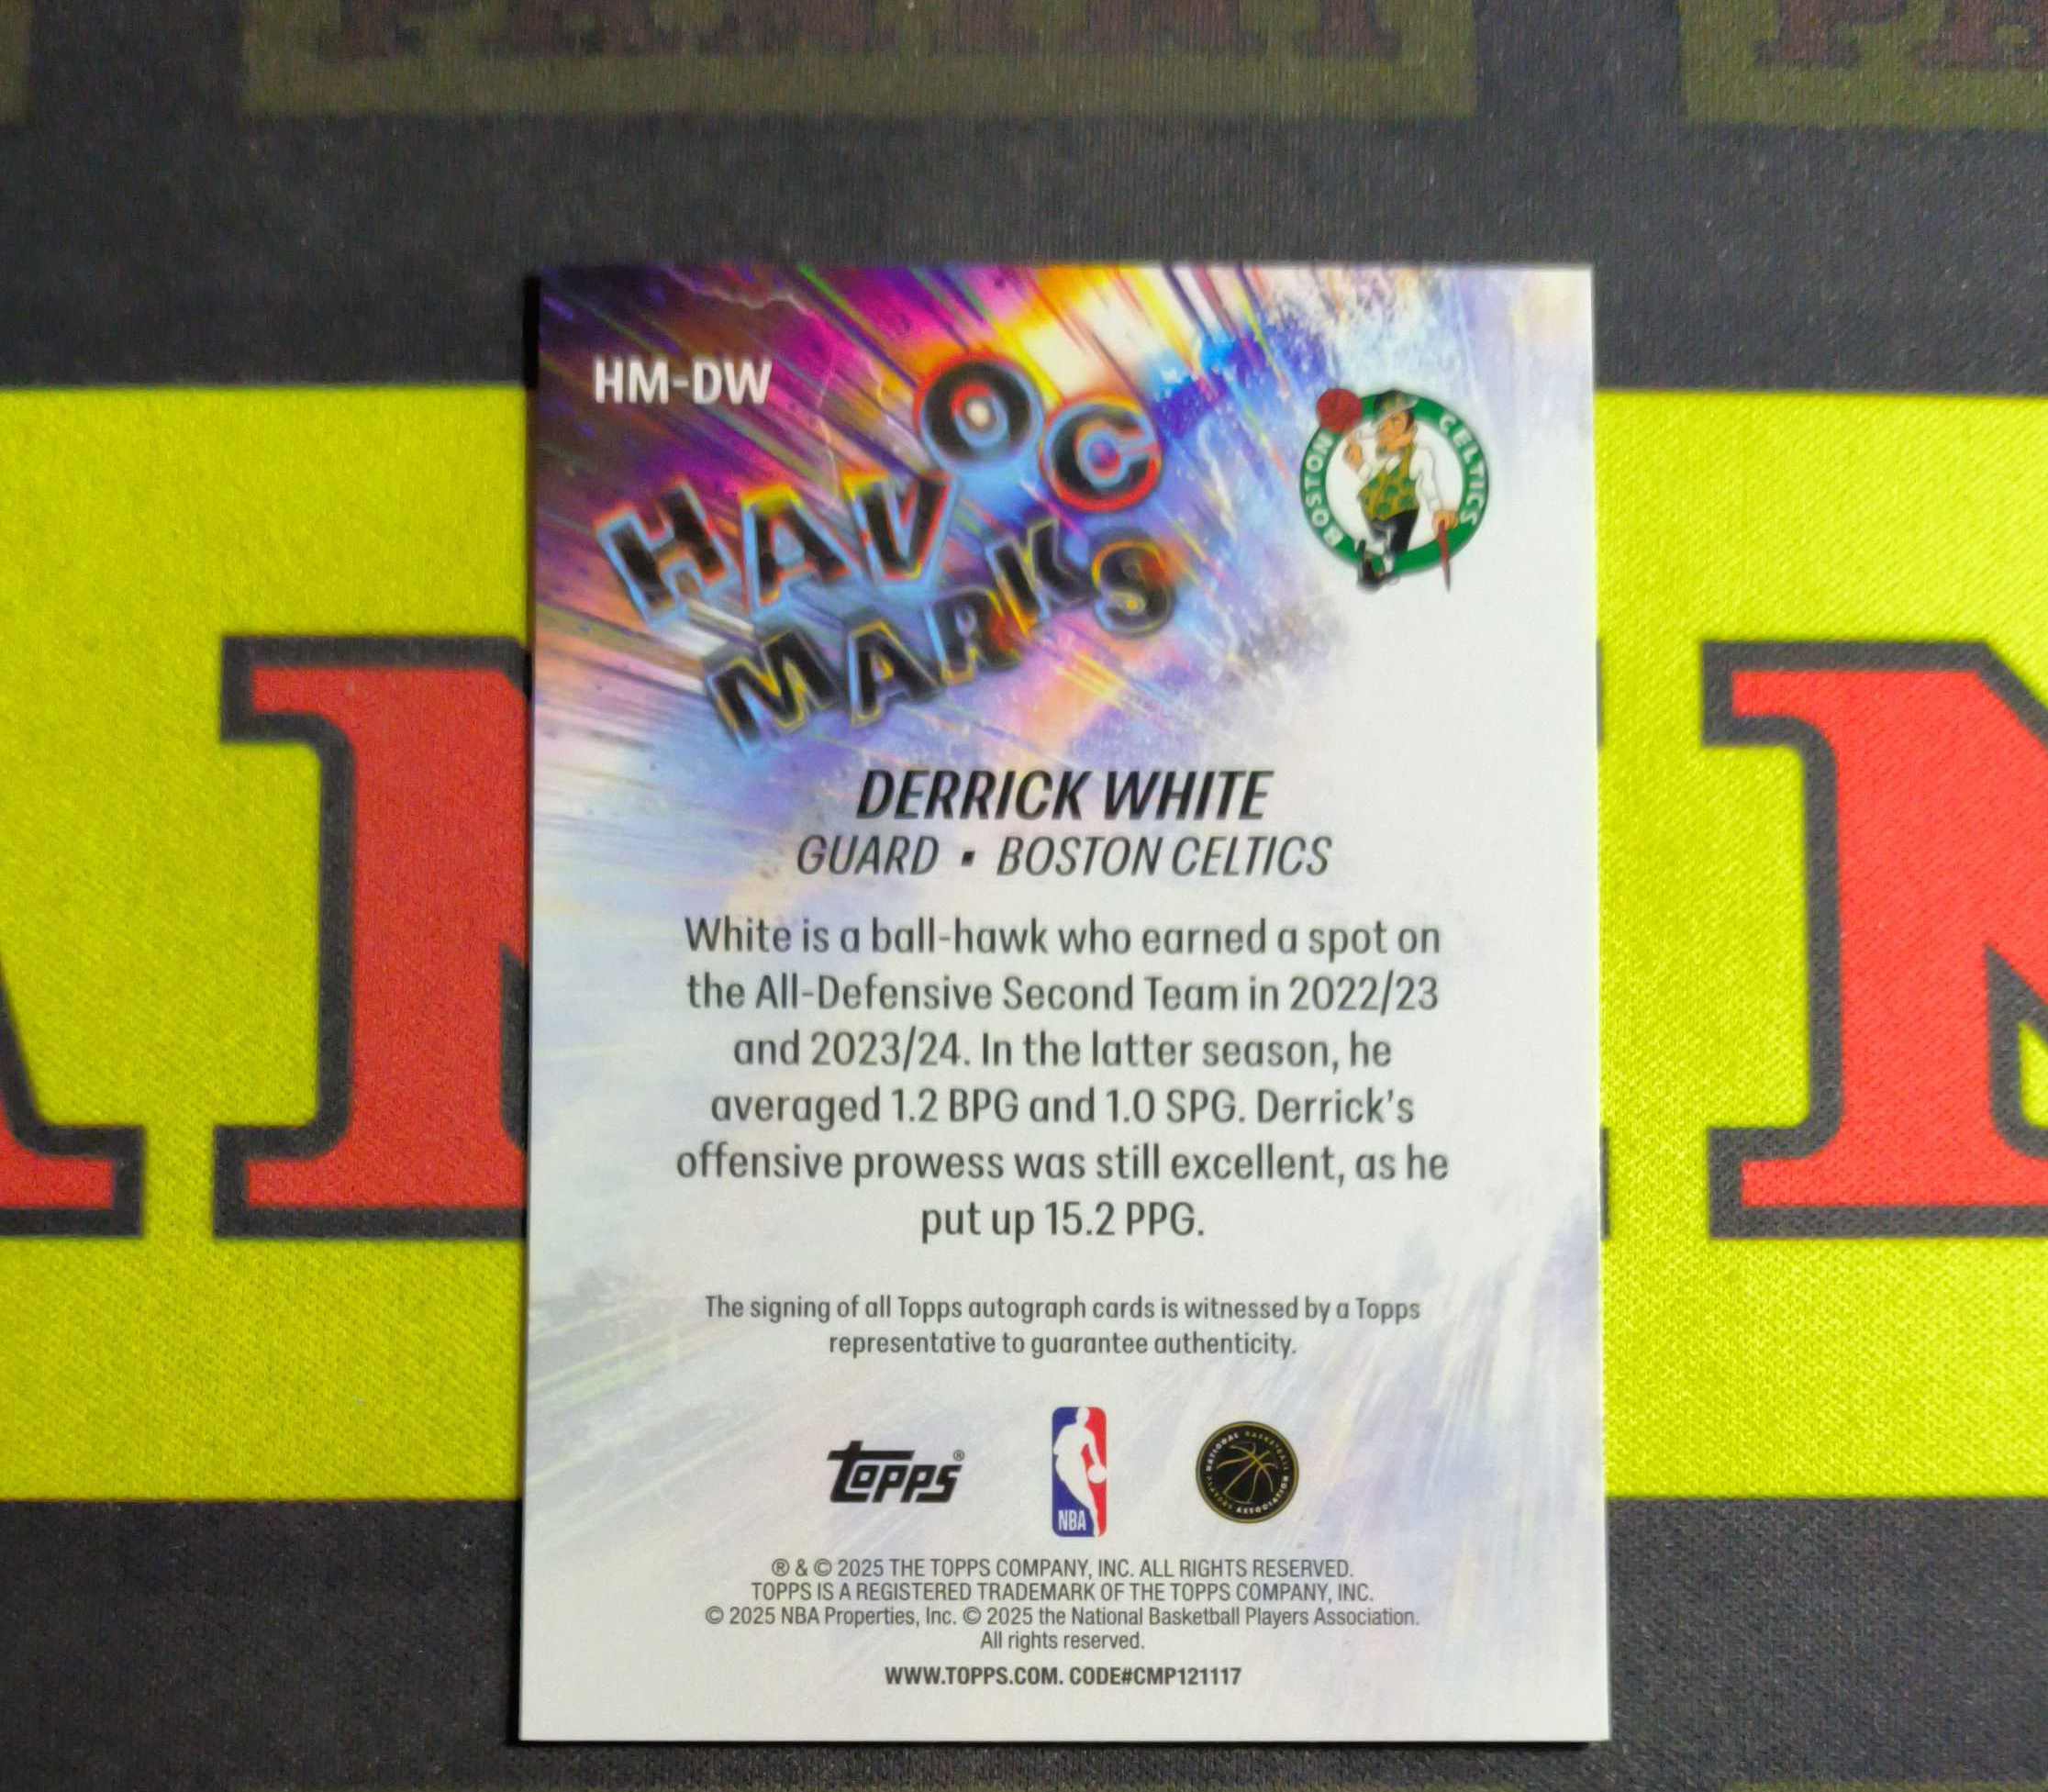 PANINI
HM-DW
HAVOC
MARKS
BOSTON CELTICS
DERRICK WHITE
GUARD ▪ BOSTON CELTICS
White is a ball-hawk who earned a spot on
the All-Defensive Second Team in 2022/23
and 2023/24. In the latter season, he
averaged 1.2 BPG and 1.0 SPG. Derrick's
offensive prowess was still excellent, as he
put up 15.2 PPG.
The signing of all Topps autograph cards is witnessed by a Topps
representative to guarantee authenticity.
Topps®
NBA
NATIONAL BASKETBALL PLAYERS ASSOCIATION
® & © 2025 THE TOPPS COMPANY, INC. ALL RIGHTS RESERVED.
TOPPS IS A REGISTERED TRADEMARK OF THE TOPPS COMPANY, INC.
© 2025 NBA Properties, Inc. © 2025 the National Basketball Players Association.
All rights reserved.
WWW.TOPPS.COM. CODE#CMP121117